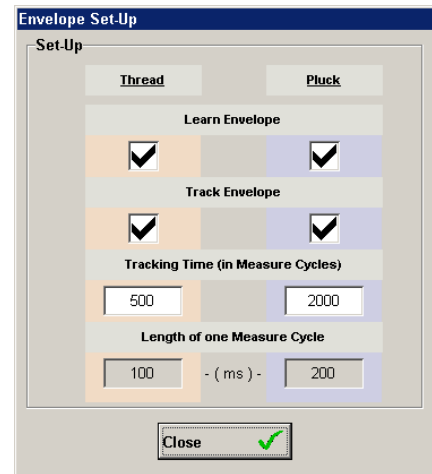 Envelope Set-Up
Set-Up
Thread Pluck
Learn Envelope
Track Envelope
Tracking Time (in Measure Cycles)
500 2000
Length of one Measure Cycle
100 - ( ms ) - 200
Close